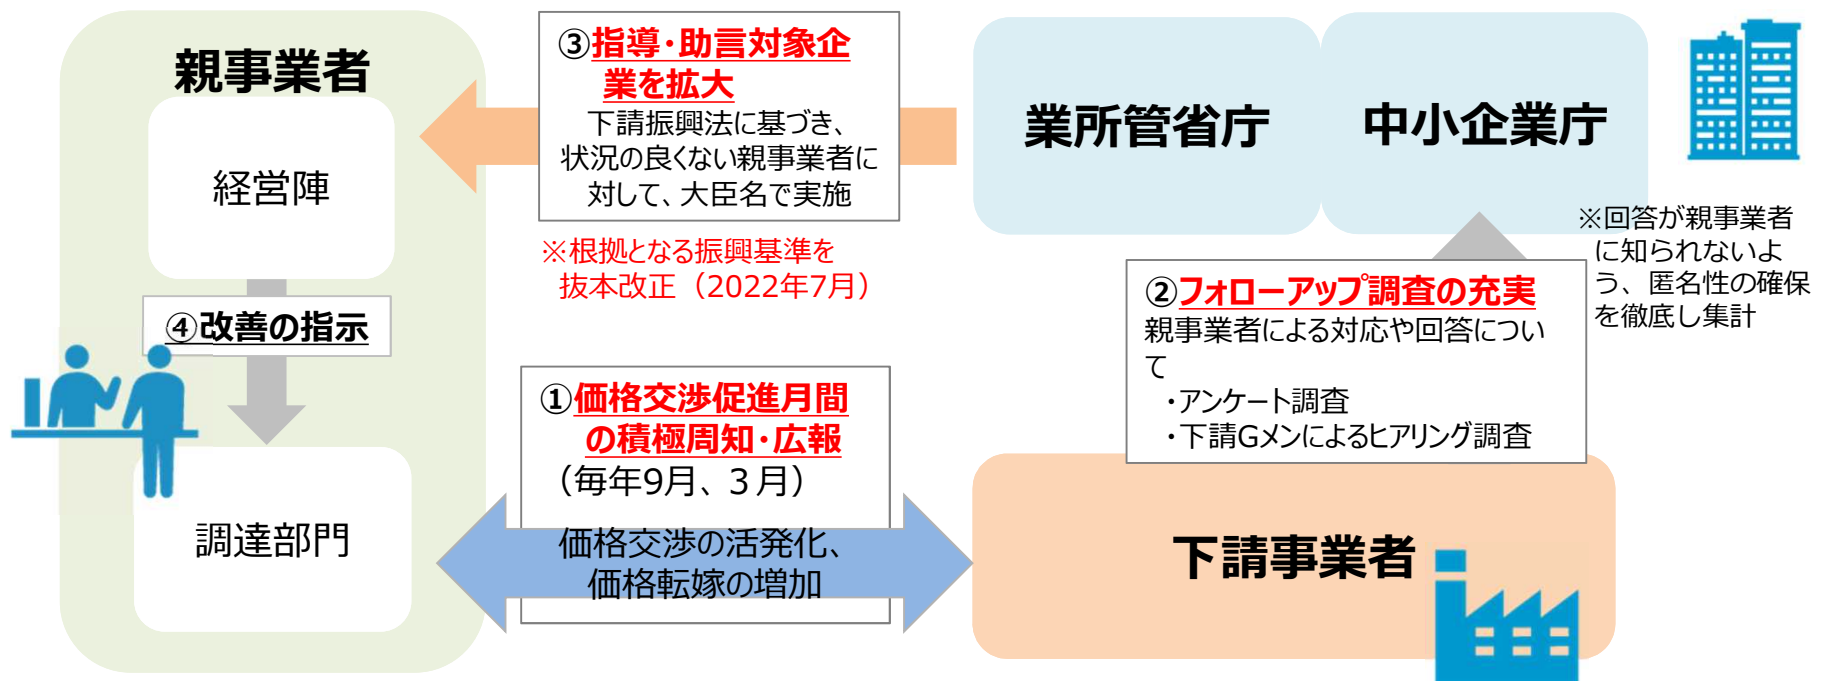 親事業者
経営陣
④改善の指示
調達部門
③指導・助言対象企
業を拡大
下請振興法に基づき、
状況の良くない親事業者に
対して、大臣名で実施
※根拠となる振興基準を
抜本改正（2022年7月）
①価格交渉促進月間
の積極周知・広報
（毎年9月、３月）
価格交渉の活発化、
価格転嫁の増加
業所管省庁
中小企業庁
※回答が親事業者
に知られないよ
う、匿名性の確保
を徹底し集計
②フォローアップ調査の充実
親事業者による対応や回答につい
て
・アンケート調査
・下請Gメンによるヒアリング調査
下請事業者